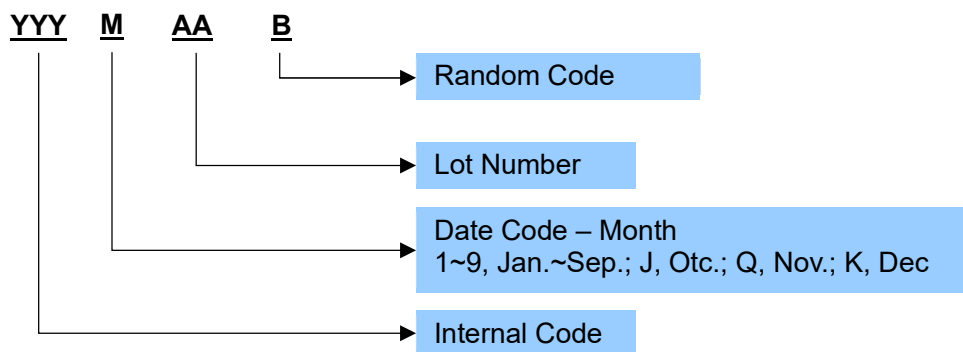 YYY M AA B
Random Code
Lot Number
Date Code – Month
1~9, Jan.~Sep.; J, Otc.; Q, Nov.; K, Dec
Internal Code